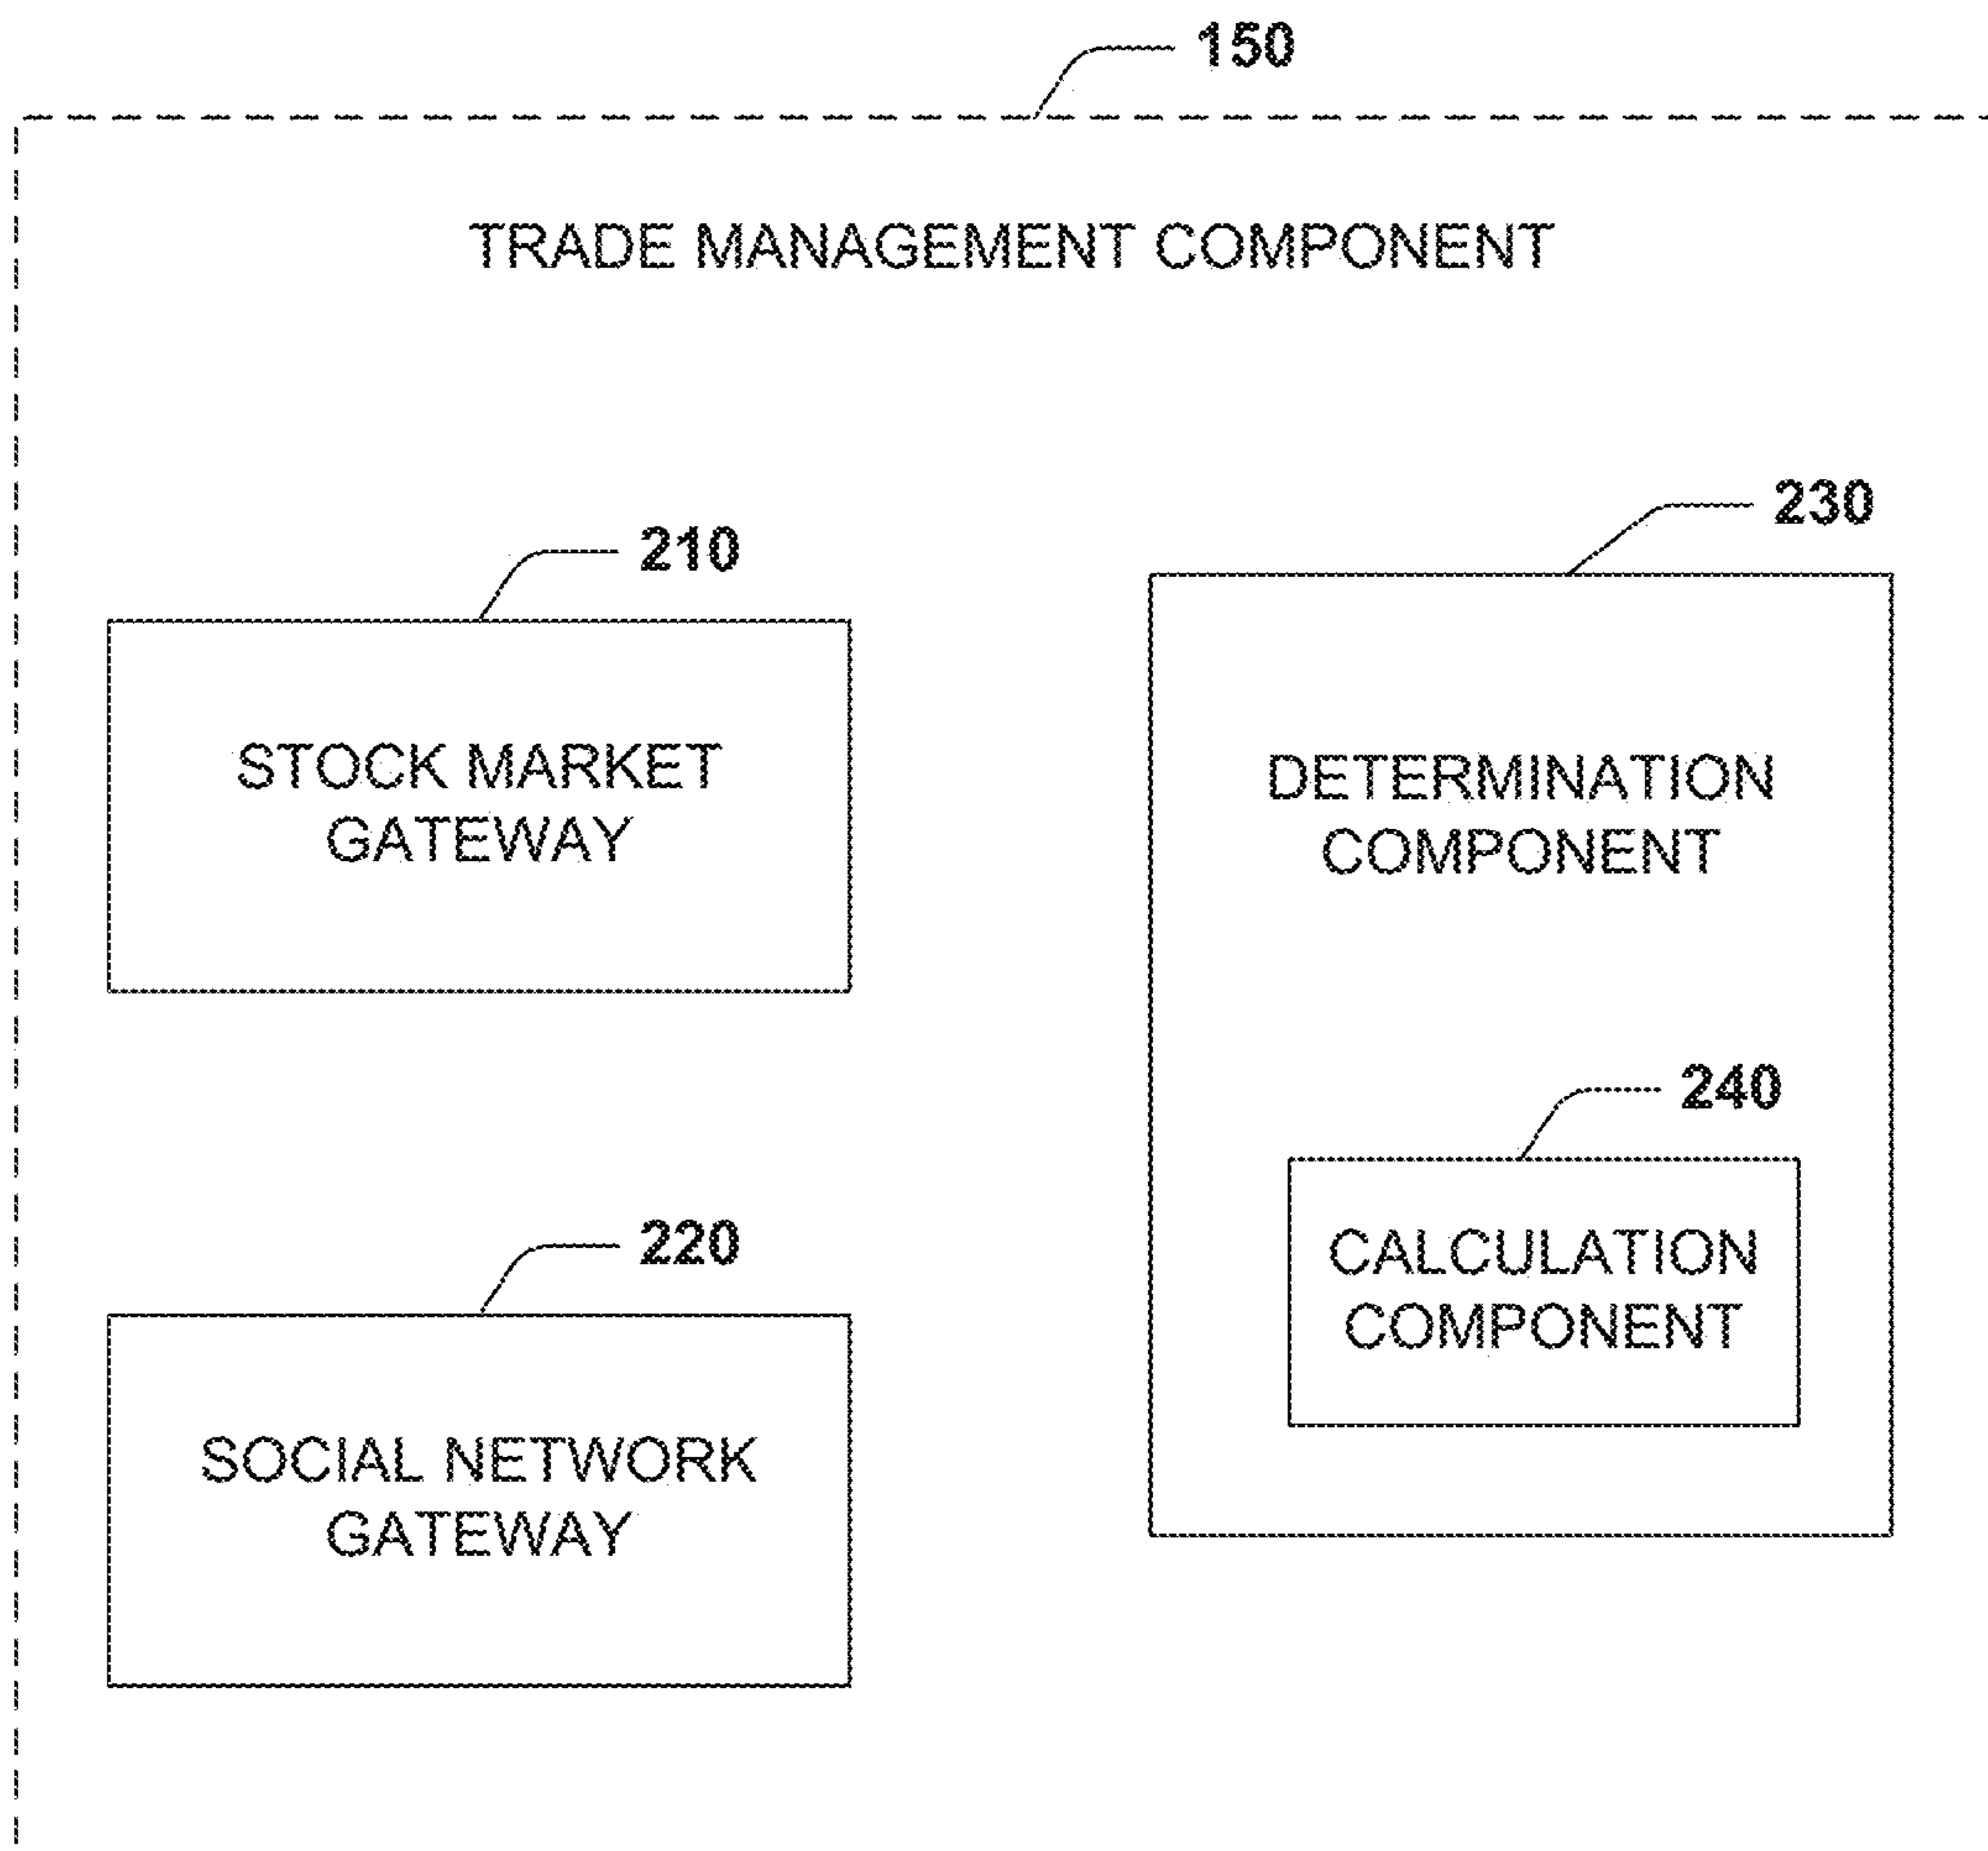 150
TRADE MANAGEMENT COMPONENT
210
STOCK MARKET
GATEWAY
220
SOCIAL NETWORK
GATEWAY
230
DETERMINATION
COMPONENT
240
CALCULATION
COMPONENT